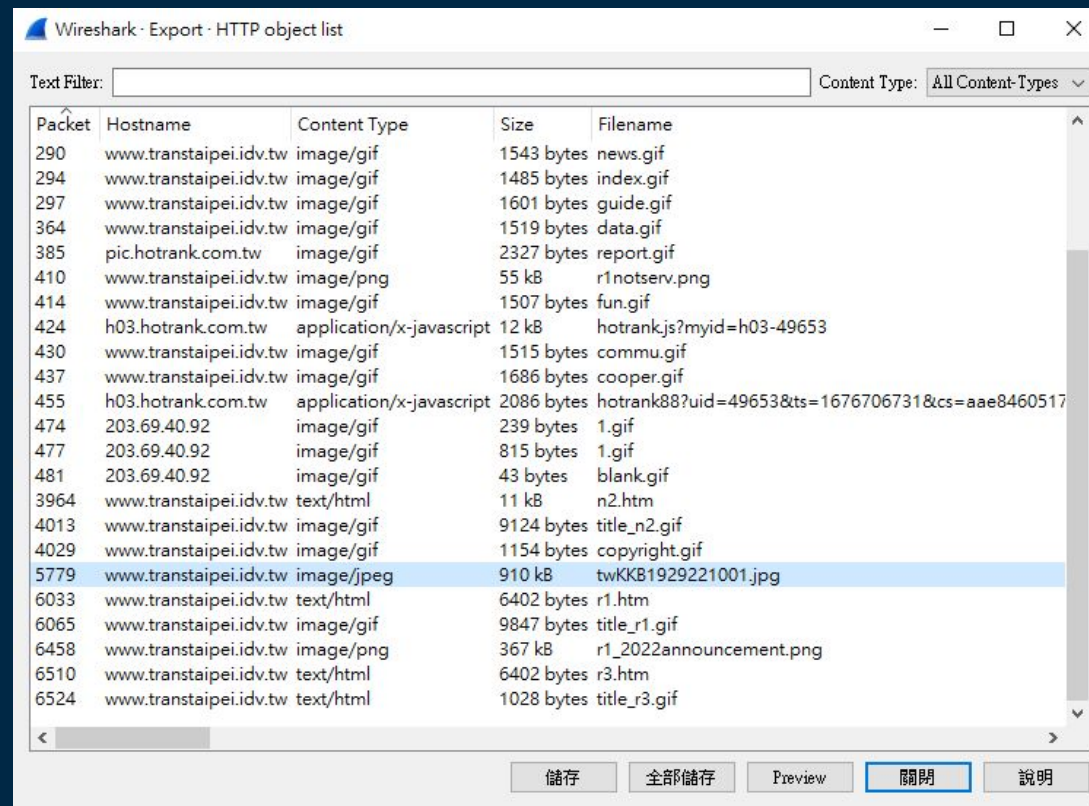 Wireshark · Export · HTTP object list
Text Filter: Content Type: All Content-Types
Packet Hostname Content Type Size Filename
290 www.transtaipei.idv.tw image/gif 1543 bytes news.gif
294 www.transtaipei.idv.tw image/gif 1485 bytes index.gif
297 www.transtaipei.idv.tw image/gif 1601 bytes guide.gif
364 www.transtaipei.idv.tw image/gif 1519 bytes data.gif
385 pic.hotrank.com.tw image/gif 2327 bytes report.gif
410 www.transtaipei.idv.tw image/png 55 kB r1notserv.png
414 www.transtaipei.idv.tw image/gif 1507 bytes fun.gif
424 h03.hotrank.com.tw application/x-javascript 12 kB hotrank.js?myid=h03-49653
430 www.transtaipei.idv.tw image/gif 1515 bytes commu.gif
437 www.transtaipei.idv.tw image/gif 1686 bytes cooper.gif
455 h03.hotrank.com.tw application/x-javascript 2086 bytes hotrank88?uid=49653&ts=1676706731&cs=aae8460517
474 203.69.40.92 image/gif 239 bytes 1.gif
477 203.69.40.92 image/gif 815 bytes 1.gif
481 203.69.40.92 image/gif 43 bytes blank.gif
3964 www.transtaipei.idv.tw text/html 11 kB n2.htm
4013 www.transtaipei.idv.tw image/gif 9124 bytes title_n2.gif
4029 www.transtaipei.idv.tw image/gif 1154 bytes copyright.gif
5779 www.transtaipei.idv.tw image/jpeg 910 kB twKKB1929221001.jpg
6033 www.transtaipei.idv.tw text/html 6402 bytes r1.htm
6065 www.transtaipei.idv.tw image/gif 9847 bytes title_r1.gif
6458 www.transtaipei.idv.tw image/png 367 kB r1_2022announcement.png
6510 www.transtaipei.idv.tw text/html 6402 bytes r3.htm
6524 www.transtaipei.idv.tw text/html 1028 bytes title_r3.gif
儲存 全部儲存 Preview 關閉 說明